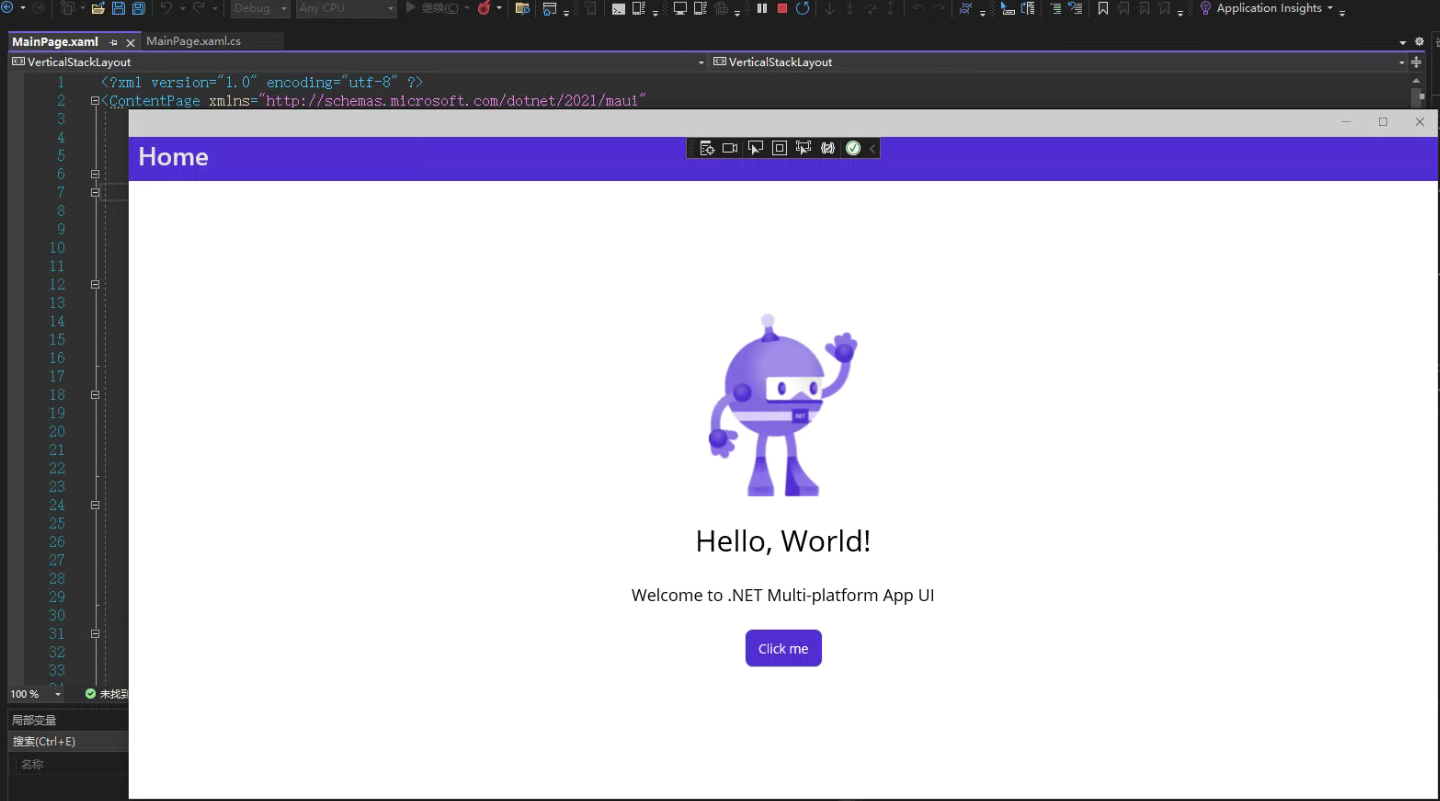 Debug
Any CPU
继续(C)
Application Insights
MainPage.xaml
MainPage.xaml.cs
VerticalStackLayout
VerticalStackLayout
1 <?xml version="1.0" encoding="utf-8" ?>
2 <ContentPage xmlns="http://schemas.microsoft.com/dotnet/2021/maui"
3
4
5
6
7
8
9
10
11
12
13
14
15
16
17
18
19
20
21
22
23
24
25
26
27
28
29
30
31
32
33
Home
.NET
Hello, World!
Welcome to .NET Multi-platform App UI
Click me
100 %
未找到
局部变量
搜索(Ctrl+E)
名称